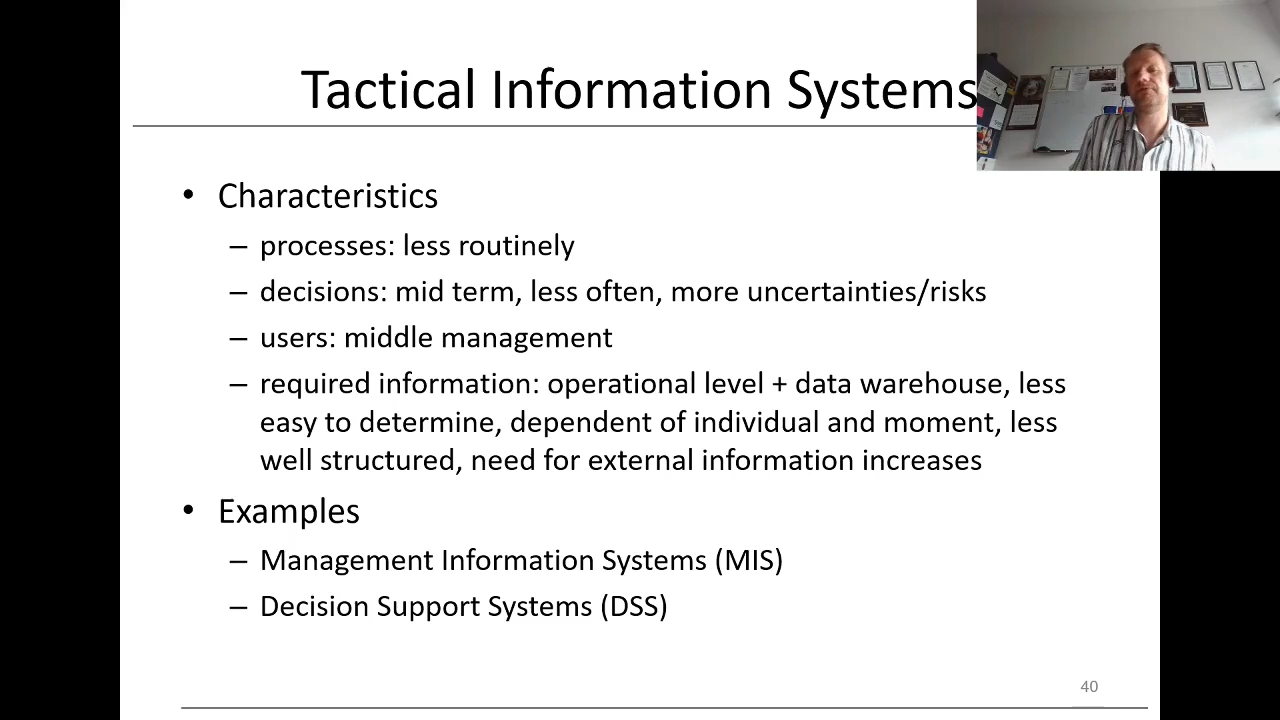 Tactical Information Systems
• Characteristics
– processes: less routinely
– decisions: mid term, less often, more uncertainties/risks
– users: middle management
– required information: operational level + data warehouse, less
easy to determine, dependent of individual and moment, less
well structured, need for external information increases
• Examples
– Management Information Systems (MIS)
– Decision Support Systems (DSS)
40